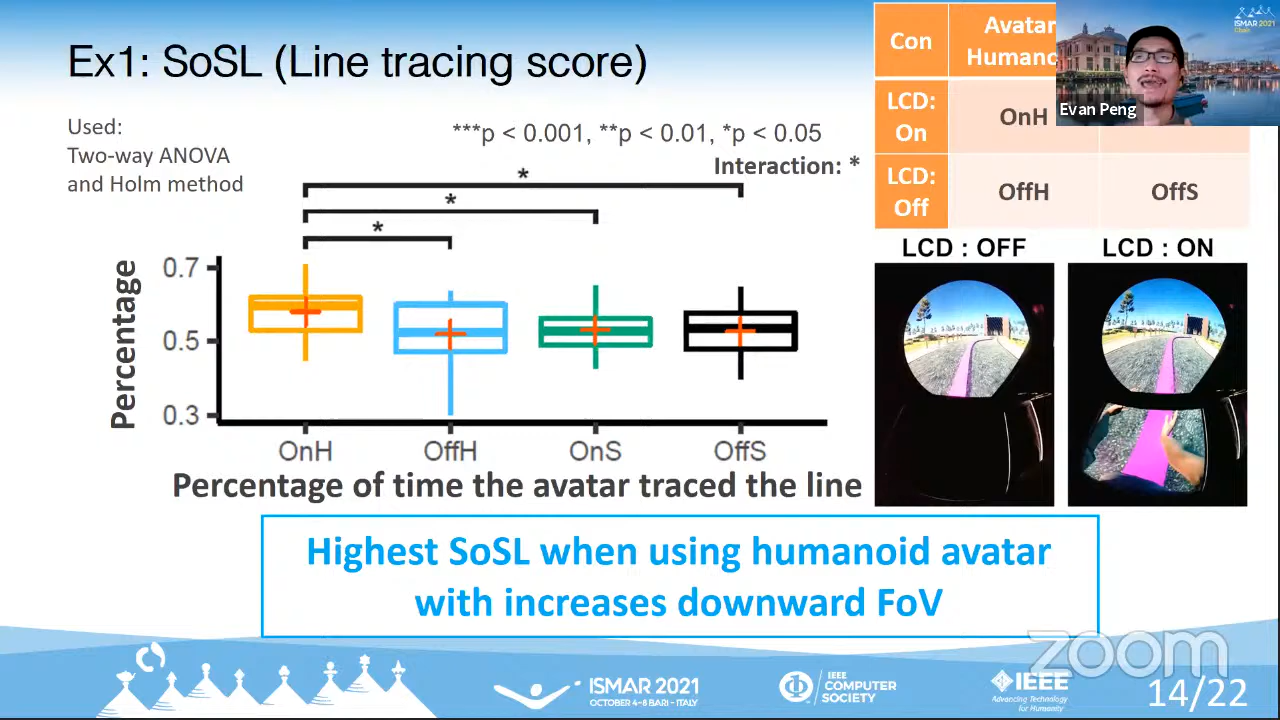 Ex1: SoSL (Line tracing score)
Used:
Two-way ANOVA
and Holm method
***p < 0.001, **p < 0.01, *p < 0.05
Interaction: *
*
*
*
Percentage
0.7
0.5
0.3
OnH
OffH
OnS
OffS
Percentage of time the avatar traced the line
Con
Avatar
LCD:
On
OnH
LCD:
Off
OffH
OffS
ISMAR 2021
Evan Peng
LCD : OFF
LCD : ON
Highest SoSL when using humanoid avatar
with increases downward FoV
zoom
ISMAR 2021
OCTOBER 4-8 BARI - ITALY
IEEE
COMPUTER
SOCIETY
IEEE
Advancing Technology
for Humanity
14/22